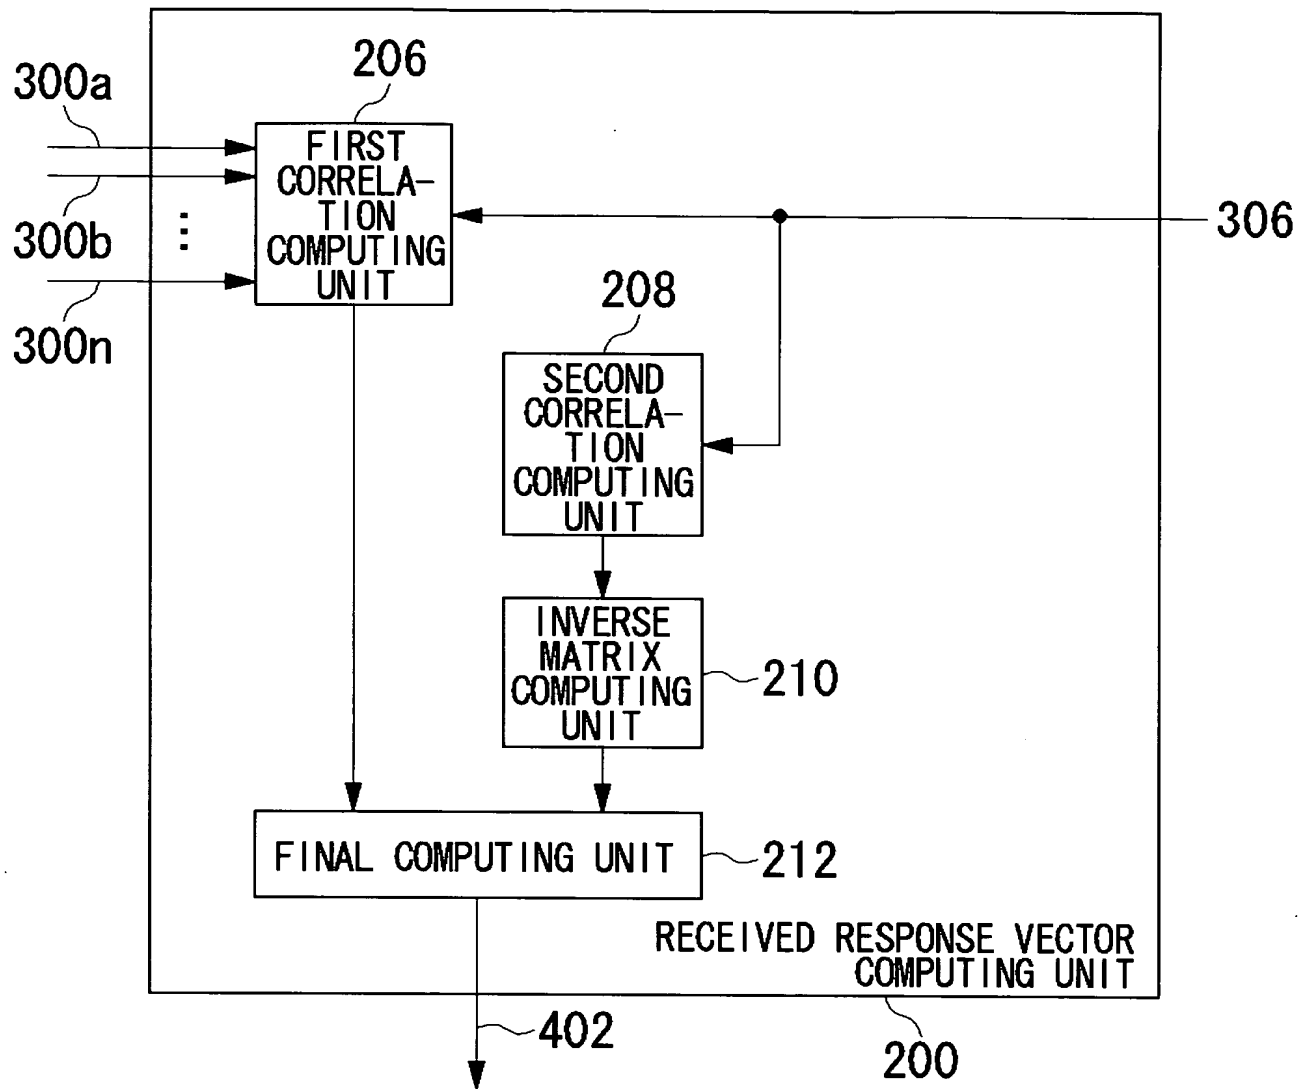 206
300a
FIRST
CORRELA-
TION
COMPUTING
UNIT
300b
306
300n
208
SECOND
CORRELA-
TION
COMPUTING
UNIT
INVERSE
MATRIX
COMPUTING
UNIT
210
FINAL COMPUTING UNIT
212
RECEIVED RESPONSE VECTOR
COMPUTING UNIT
402
200